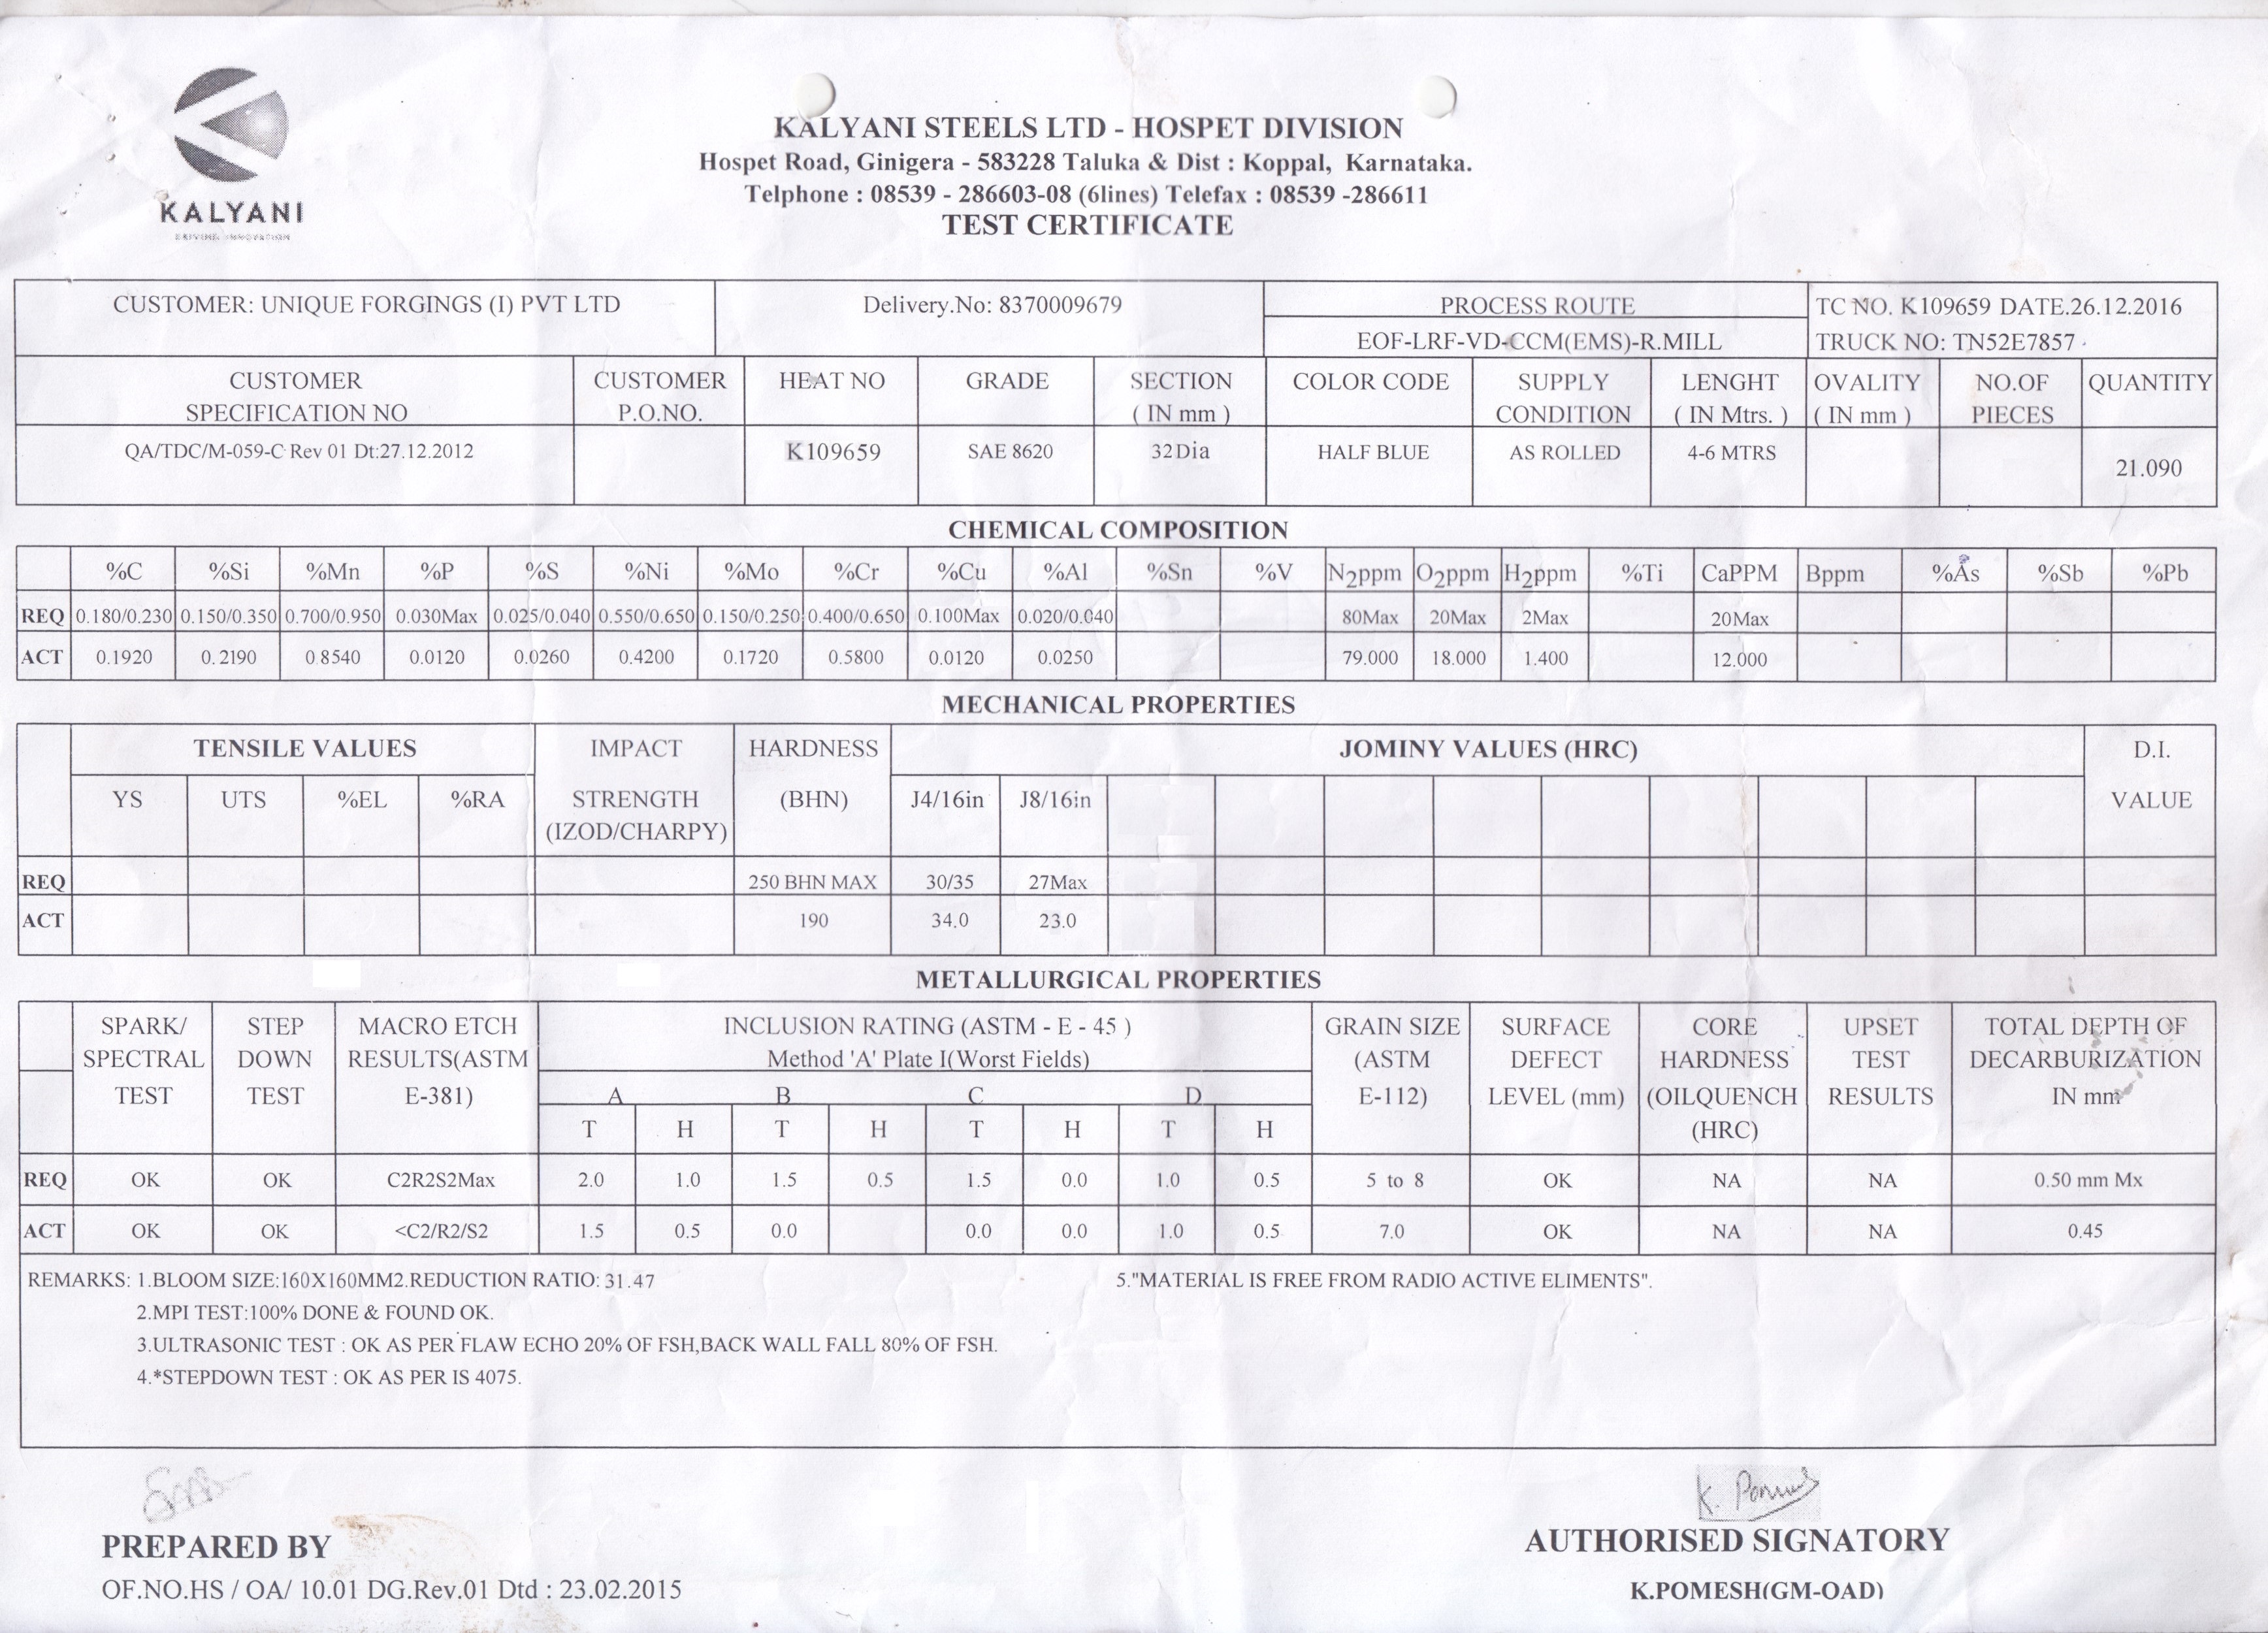 KALYANI
DRIVING INNOVATION
KALYANI STEELS LTD - HOSPET DIVISION
Hospet Road, Ginigera - 583228 Taluka & Dist : Koppal, Karnataka.
Telphone : 08539 - 286603-08 (6lines) Telefax : 08539 -286611
TEST CERTIFICATE
CUSTOMER: UNIQUE FORGINGS (I) PVT LTD Delivery.No: 8370009679 PROCESS ROUTE TC NO. K109659 DATE.26.12.2016
EOF-LRF-VD-CCM(EMS)-R.MILL TRUCK NO: TN52E7857
CUSTOMER CUSTOMER HEAT NO GRADE SECTION COLOR CODE SUPPLY LENGHT OVALITY NO.OF QUANTITY
SPECIFICATION NO P.O.NO. ( IN mm ) CONDITION ( IN Mtrs. ) ( IN mm ) PIECES
QA/TDC/M-059-C Rev 01 Dt:27.12.2012 K109659 SAE 8620 32Dia HALF BLUE AS ROLLED 4-6 MTRS
21.090
CHEMICAL COMPOSITION
%C %Si %Mn %P %S %Ni %Mo %Cr %Cu %Al %Sn %V N2ppm O2ppm H2ppm %Ti CaPPM Bppm %As %Sb %Pb
REQ 0.180/0.230 0.150/0.350 0.700/0.950 0.030Max 0.025/0.040 0.550/0.650 0.150/0.250 0.400/0.650 0.100Max 0.020/0.040 80Max 20Max 2Max 20Max
ACT 0.1920 0.2190 0.8540 0.0120 0.0260 0.4200 0.1720 0.5800 0.0120 0.0250 79.000 18.000 1.400 12.000
MECHANICAL PROPERTIES
TENSILE VALUES IMPACT HARDNESS JOMINY VALUES (HRC) D.I.
YS UTS %EL %RA STRENGTH (BHN) J4/16in J8/16in VALUE
(IZOD/CHARPY)
REQ 250 BHN MAX 30/35 27Max
ACT 190 34.0 23.0
METALLURGICAL PROPERTIES
SPARK/ STEP MACRO ETCH INCLUSION RATING (ASTM - E - 45 ) GRAIN SIZE SURFACE CORE UPSET TOTAL DEPTH OF
SPECTRAL DOWN RESULTS(ASTM Method 'A' Plate I(Worst Fields) (ASTM DEFECT HARDNESS TEST DECARBURIZATION
TEST TEST E-381) A B C D E-112) LEVEL (mm) (OILQUENCH RESULTS IN mm
T H T H T H T H (HRC)
REQ OK OK C2R2S2Max 2.0 1.0 1.5 0.5 1.5 0.0 1.0 0.5 5 to 8 OK NA NA 0.50 mm Mx
ACT OK OK <C2/R2/S2 1.5 0.5 0.0 0.0 0.0 1.0 0.5 7.0 OK NA NA 0.45
REMARKS: 1.BLOOM SIZE:160X160MM2.REDUCTION RATIO: 31.47 5."MATERIAL IS FREE FROM RADIO ACTIVE ELIMENTS".
2.MPI TEST:100% DONE & FOUND OK.
3.ULTRASONIC TEST : OK AS PER FLAW ECHO 20% OF FSH,BACK WALL FALL 80% OF FSH.
4.*STEPDOWN TEST : OK AS PER IS 4075.
PREPARED BY AUTHORISED SIGNATORY
OF.NO.HS / OA/ 10.01 DG.Rev.01 Dtd : 23.02.2015 K.POMESH(GM-OAD)